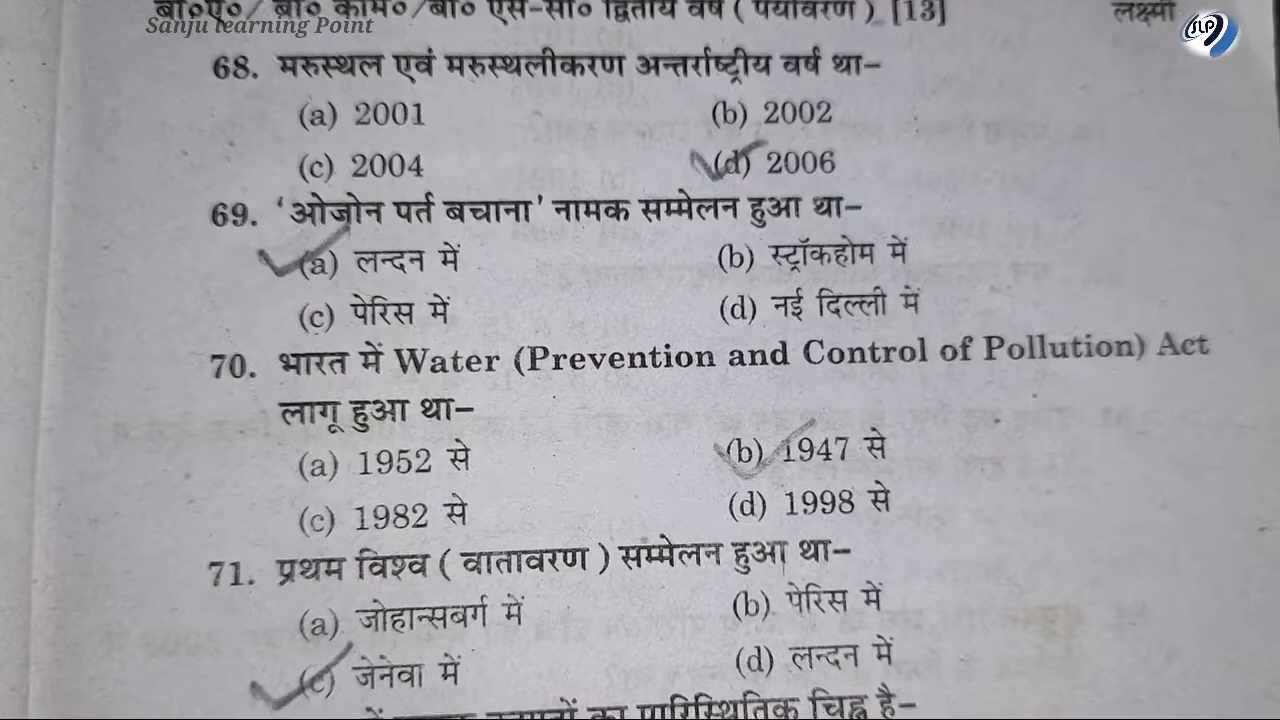 बी०ए०/ बी० कॉम०/बी० एस-सी० द्वितीय वर्ष ( पर्यावरण ) [13] लक्ष्मी
Sanju learning Point
SLP
68. मरुस्थल एवं मरुस्थलीकरण अन्तर्राष्ट्रीय वर्ष था–
(a) 2001 (b) 2002
(c) 2004 (d) 2006
69. ‘ओजोन पर्त बचाना’ नामक सम्मेलन हुआ था–
(a) लन्दन में (b) स्ट्रॉकहोम में
(c) पेरिस में (d) नई दिल्ली में
70. भारत में Water (Prevention and Control of Pollution) Act
लागू हुआ था–
(a) 1952 से (b) 1947 से
(c) 1982 से (d) 1998 से
71. प्रथम विश्व ( वातावरण ) सम्मेलन हुआ था–
(a) जोहान्सबर्ग में (b) पेरिस में
(c) जेनेवा में (d) लन्दन में
का पारिस्थितिक चिह्न है–